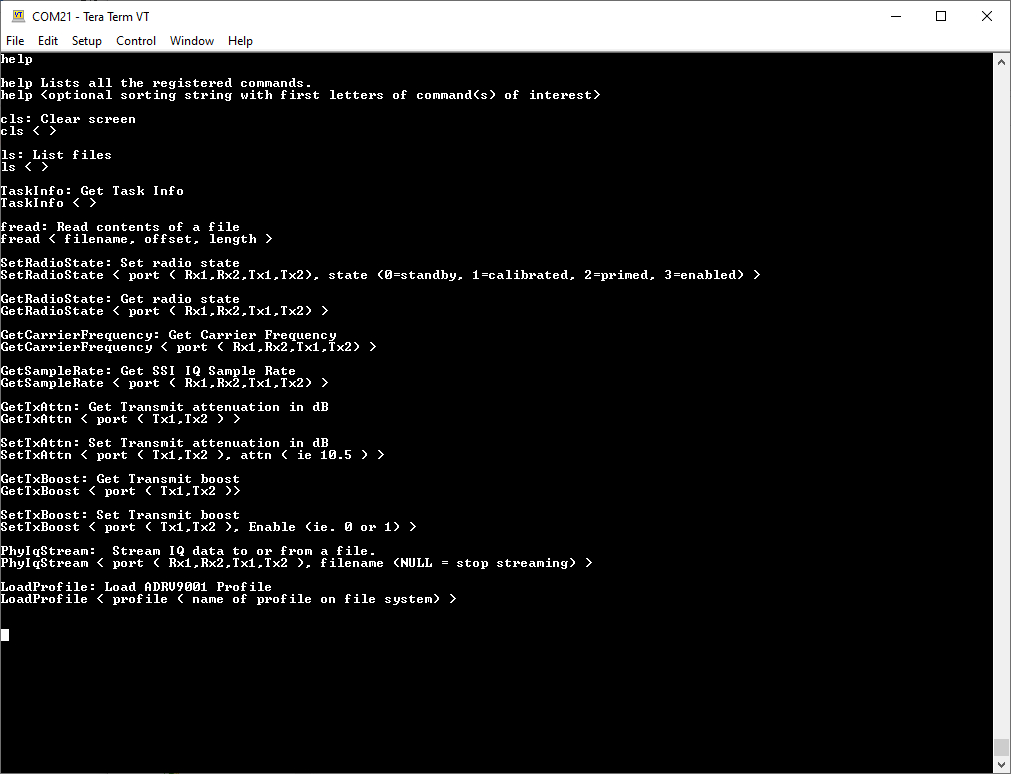 COM21 - Tera Term VT
File Edit Setup Control Window Help
help
help Lists all the registered commands.
help <optional sorting string with first letters of command(s) of interest>
cls: Clear screen
cls < >
ls: List files
ls < >
TaskInfo: Get Task Info
TaskInfo < >
fread: Read contents of a file
fread < filename, offset, length >
SetRadioState: Set radio state
SetRadioState < port ( Rx1,Rx2,Tx1,Tx2), state (0=standby, 1=calibrated, 2=primed, 3=enabled) >
GetRadioState: Get radio state
GetRadioState < port ( Rx1,Rx2,Tx1,Tx2) >
GetCarrierFrequency: Get Carrier Frequency
GetCarrierFrequency < port ( Rx1,Rx2,Tx1,Tx2) >
GetSampleRate: Get SSI IQ Sample Rate
GetSampleRate < port ( Rx1,Rx2,Tx1,Tx2) >
GetTxAttn: Get Transmit attenuation in dB
GetTxAttn < port ( Tx1,Tx2 ) >
SetTxAttn: Set Transmit attenuation in dB
SetTxAttn < port ( Tx1,Tx2 ), attn ( ie 10.5 ) >
GetTxBoost: Get Transmit boost
GetTxBoost < port ( Tx1,Tx2 )>
SetTxBoost: Set Transmit boost
SetTxBoost < port ( Tx1,Tx2 ), Enable (ie. 0 or 1) >
PhyIqStream:  Stream IQ data to or from a file.
PhyIqStream < port ( Rx1,Rx2,Tx1,Tx2 ), filename (NULL = stop streaming) >
LoadProfile: Load ADRV9001 Profile
LoadProfile < profile ( name of profile on file system) >